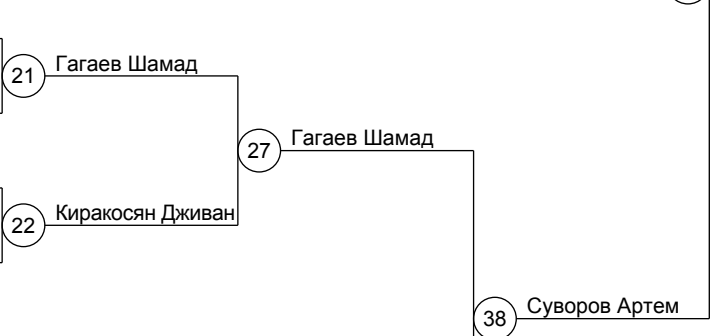 21 Гагаев Шамад
27 Гагаев Шамад
22 Киракосян Дживан
38 Суворов Артем